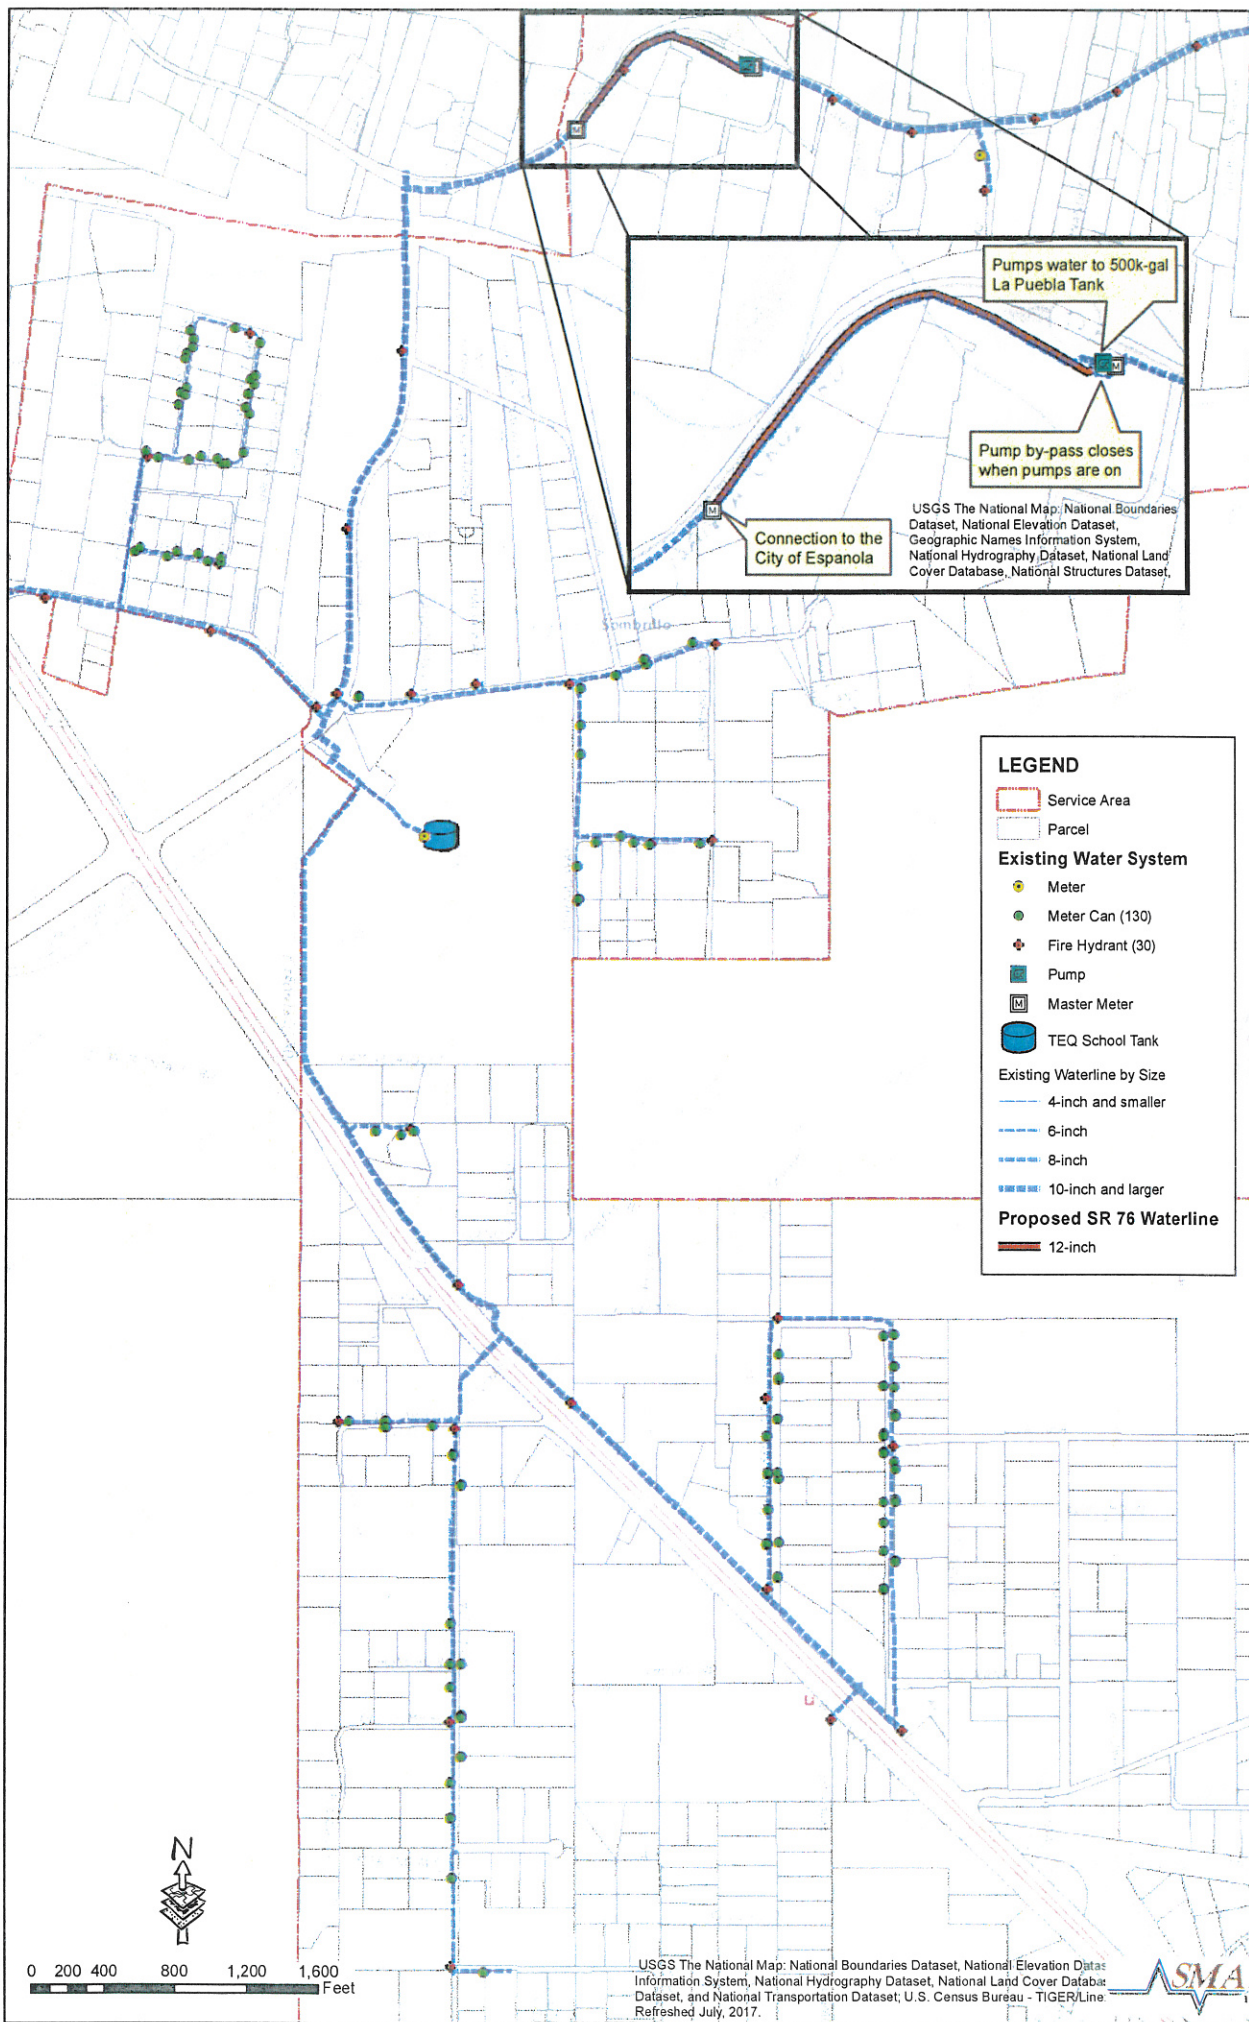 M
Pumps water to 500k-gal
La Puebla Tank
M
Pump by-pass closes
when pumps are on
M
Connection to the
City of Espanola
USGS The National Map: National Boundaries
Dataset, National Elevation Dataset,
Geographic Names Information System,
National Hydrography Dataset, National Land
Cover Database, National Structures Dataset,
Sombrillo
LEGEND
Service Area
Parcel
Existing Water System
Meter
Meter Can (130)
Fire Hydrant (30)
Pump
M Master Meter
TEQ School Tank
Existing Waterline by Size
4-inch and smaller
6-inch
8-inch
10-inch and larger
Proposed SR 76 Waterline
12-inch
N
0 200 400 800 1,200 1,600
Feet
USGS The National Map: National Boundaries Dataset, National Elevation Datas
Information System, National Hydrography Dataset, National Land Cover Databa
Dataset, and National Transportation Dataset; U.S. Census Bureau - TIGER/Line
Refreshed July, 2017.
SMA